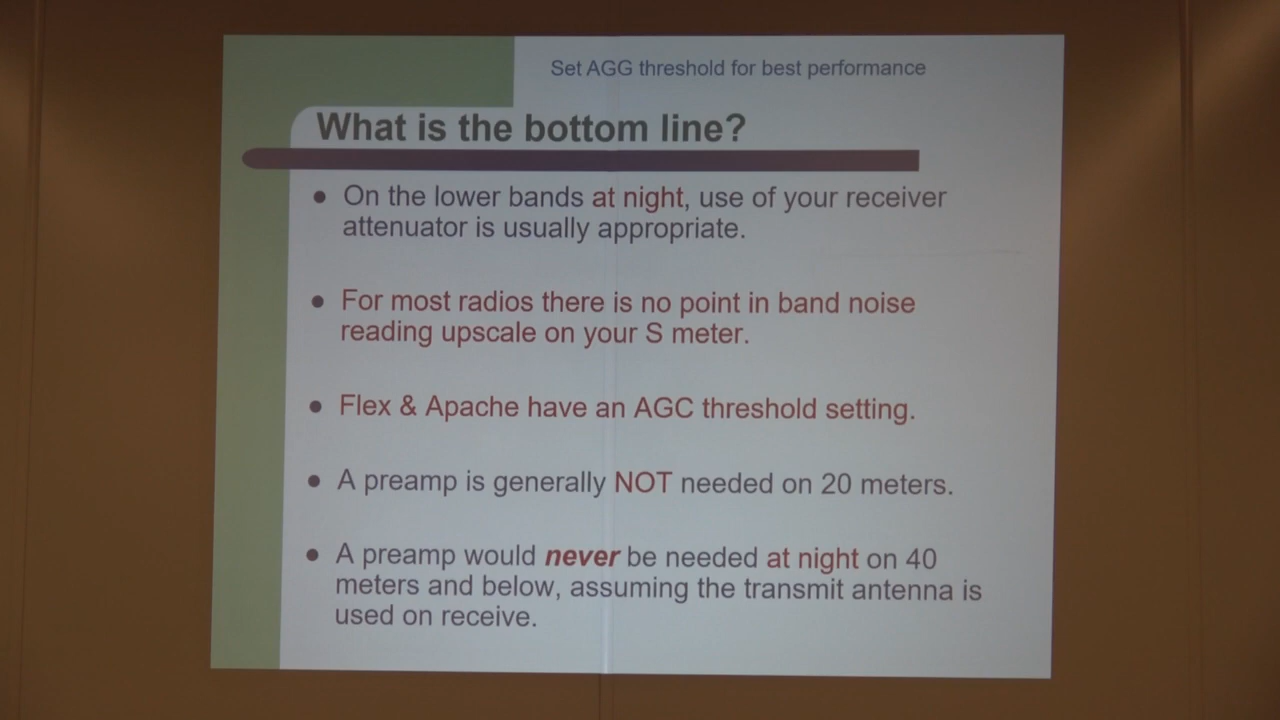 Set AGG threshold for best performance
What is the bottom line?
● On the lower bands at night, use of your receiver
attenuator is usually appropriate.
● For most radios there is no point in band noise
reading upscale on your S meter.
● Flex & Apache have an AGC threshold setting.
● A preamp is generally NOT needed on 20 meters.
● A preamp would never be needed at night on 40
meters and below, assuming the transmit antenna is
used on receive.